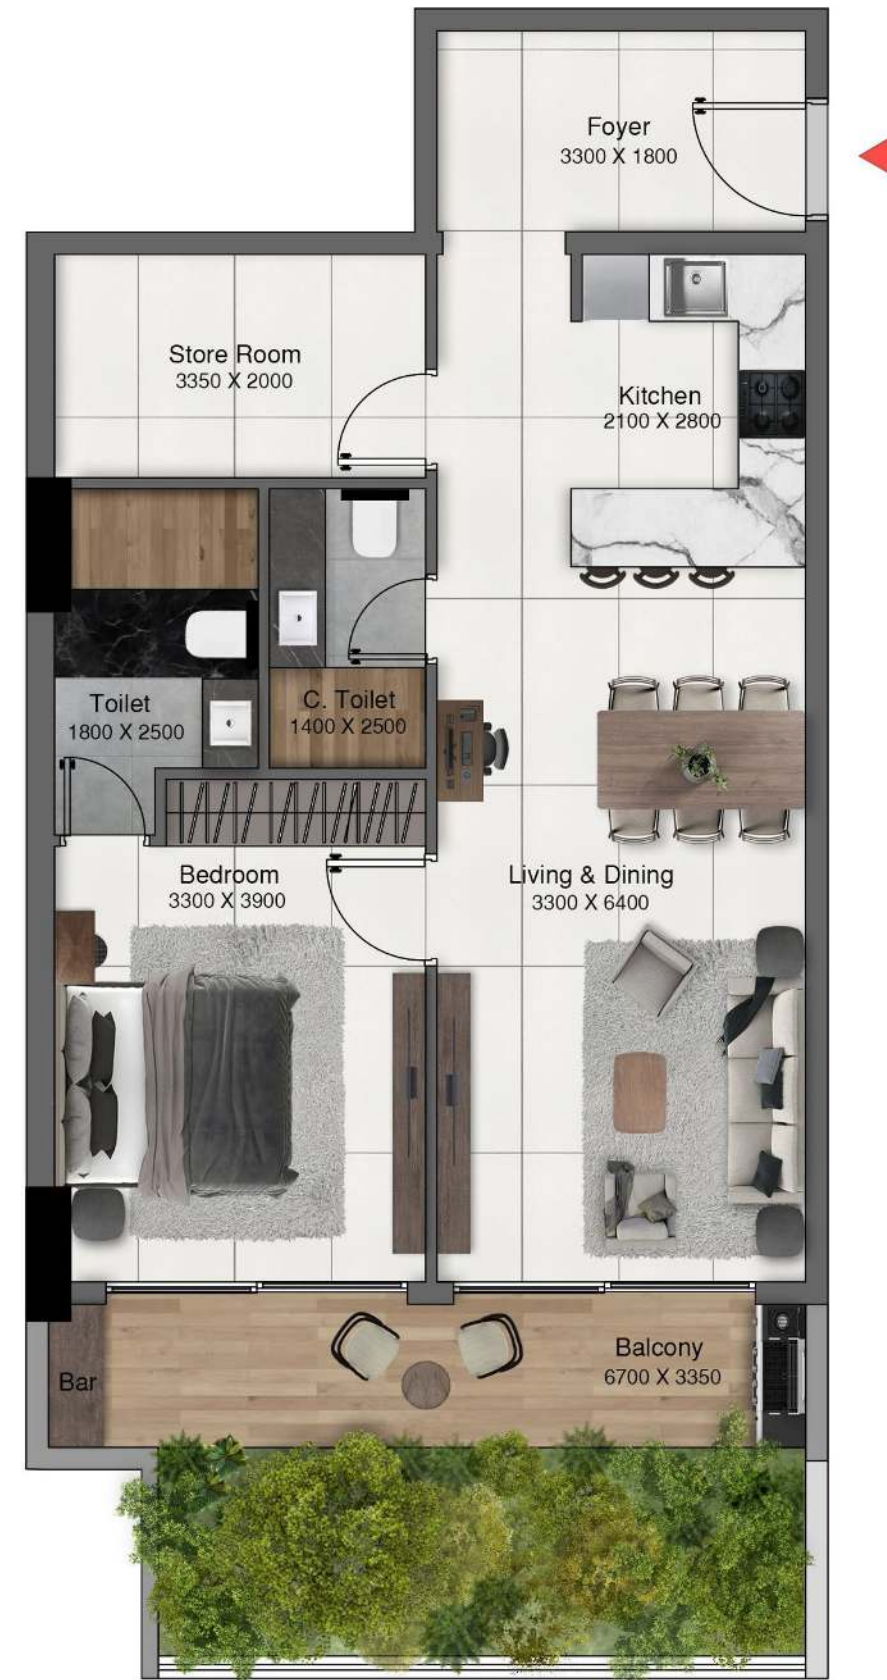 Foyer
3300 X 1800
Store Room
3350 X 2000
Kitchen
2100 X 2800
Toilet
1800 X 2500
C. Toilet
1400 X 2500
Bedroom
3300 X 3900
Living & Dining
3300 X 6400
Balcony
6700 X 3350
Bar